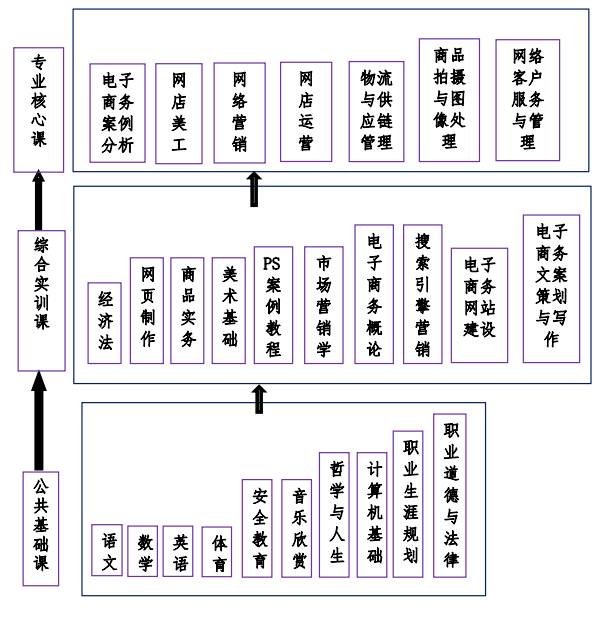 专业核心课
电子商务案例分析
网店美工
网络营销
网店运营
物流与供应链管理
商品拍摄与图像处理
网络客户服务与管理
综合实训课
经济法
网页制作
商品实务
美术基础
PS案例教程
市场营销学
电子商务概论
搜索引擎营销
电子商务网站建设
电子商务文案策划与写作
公共基础课
语文
数学
英语
体育
安全教育
音乐欣赏
哲学与人生
计算机基础
职业生涯规划
职业道德与法律